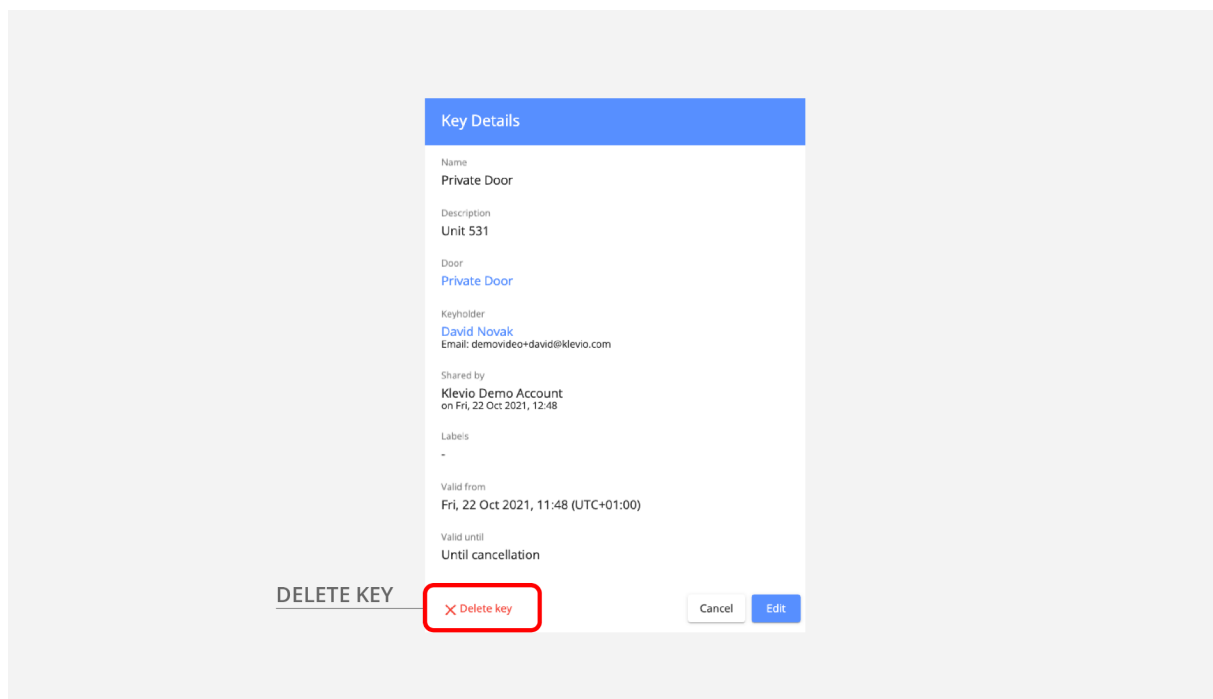 Key Details
Name
Private Door
Description
Unit 531
Door
Private Door
Keyholder
David Novak
Email: demovideo+david@klevio.com
Shared by
Klevio Demo Account
on Fri, 22 Oct 2021, 12:48
Labels
-
Valid from
Fri, 22 Oct 2021, 11:48 (UTC+01:00)
Valid until
Until cancellation
DELETE KEY
Delete key
Cancel
Edit